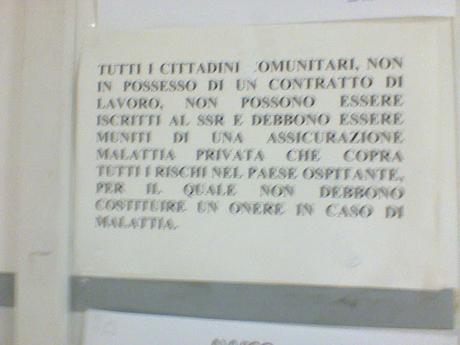 TUTTI I CITTADINI COMUNITARI, NON
IN POSSESSO DI UN CONTRATTO DI
LAVORO, NON POSSONO ESSERE
ISCRITTI AL SSR E DEBBONO ESSERE
MUNITI DI UNA ASSICURAZIONE
MALATTIA PRIVATA CHE COPRA
TUTTI I RISCHI NEL PAESE OSPITANTE,
PER IL QUALE NON DEBBONO
COSTITUIRE UN ONERE IN CASO DI
MALATTIA.